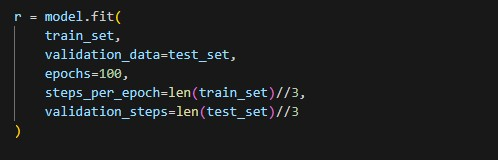 r = model.fit(
    train_set,
    validation_data=test_set,
    epochs=100,
    steps_per_epoch=len(train_set)//3,
    validation_steps=len(test_set)//3
)